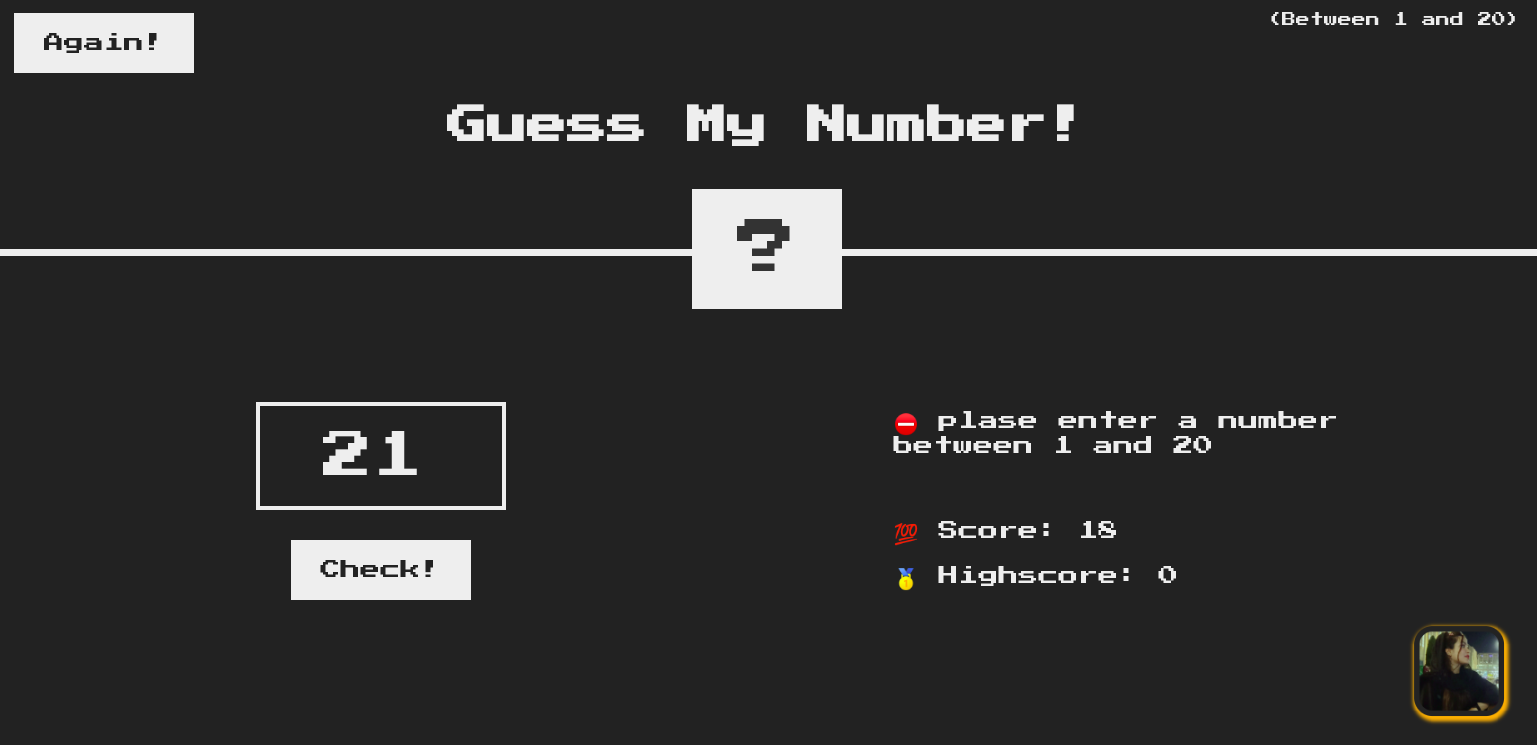 Again!
(Between 1 and 20)
Guess My Number!
?
21
Check!
⛔ plase enter a number
between 1 and 20
💯 Score: 18
🥇 Highscore: 0